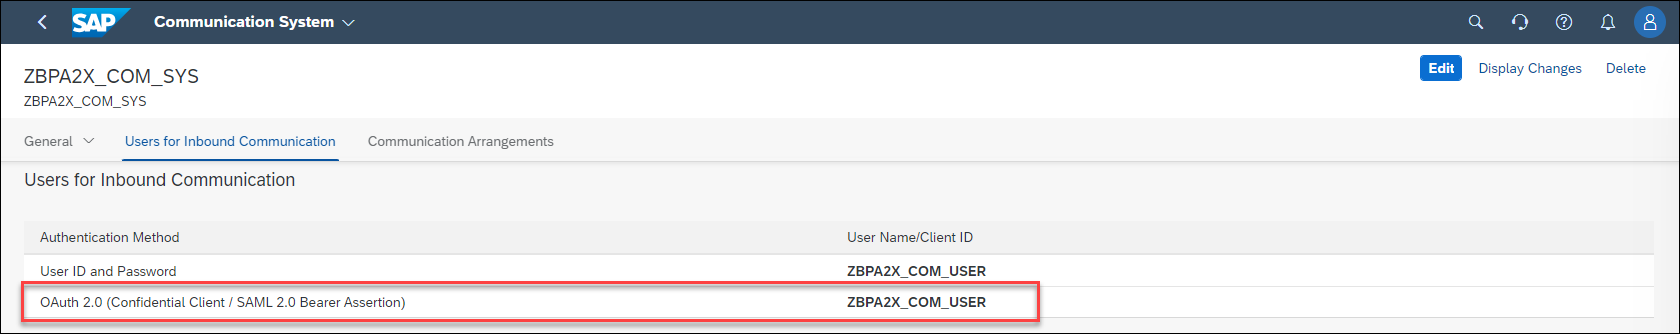 SAP Communication System
ZBPA2X_COM_SYS
Edit Display Changes Delete
ZBPA2X_COM_SYS
General Users for Inbound Communication Communication Arrangements
Users for Inbound Communication
Authentication Method User Name/Client ID
User ID and Password ZBPA2X_COM_USER
OAuth 2.0 (Confidential Client / SAML 2.0 Bearer Assertion) ZBPA2X_COM_USER